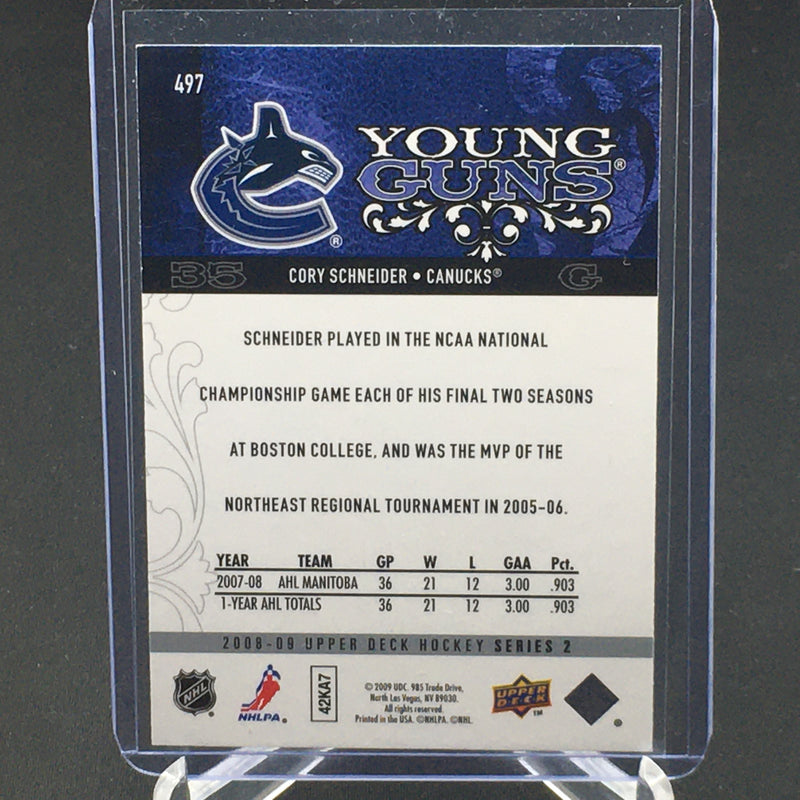 497
YOUNG
GUNS®
®
35 CORY SCHNEIDER • CANUCKS® G
SCHNEIDER PLAYED IN THE NCAA NATIONAL
CHAMPIONSHIP GAME EACH OF HIS FINAL TWO SEASONS
AT BOSTON COLLEGE, AND WAS THE MVP OF THE
NORTHEAST REGIONAL TOURNAMENT IN 2005-06.
YEAR TEAM GP W L GAA Pct.
2007-08 AHL MANITOBA 36 21 12 3.00 .903
1-YEAR AHL TOTALS 36 21 12 3.00 .903
2008-09 UPPER DECK HOCKEY SERIES 2
NHL
NHLPA.
42KA7
© 2009 UDC. 985 Trade Drive,
North Las Vegas, NV 89030.
All rights reserved.
Printed in the USA. ©NHLPA. ©NHL.
UPPER
DECK
TM
®